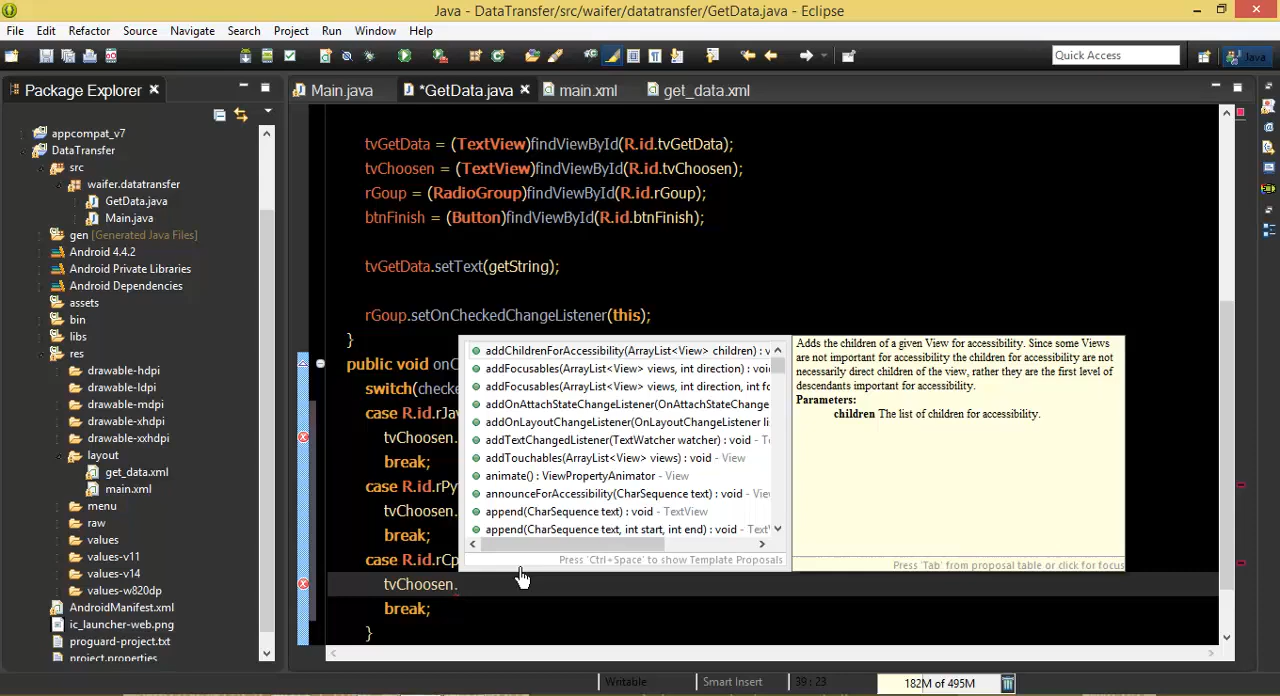 Java - DataTransfer/src/waifer/datatransfer/GetData.java - Eclipse
File Edit Refactor Source Navigate Search Project Run Window Help
Quick Access
Java
Package Explorer
Main.java
*GetData.java
main.xml
get_data.xml
appcompat_v7
DataTransfer
src
waifer.datatransfer
GetData.java
Main.java
gen [Generated Java Files]
Android 4.4.2
Android Private Libraries
Android Dependencies
assets
bin
libs
res
drawable-hdpi
drawable-ldpi
drawable-mdpi
drawable-xhdpi
drawable-xxhdpi
layout
get_data.xml
main.xml
menu
raw
values
values-v11
values-v14
values-w820dp
AndroidManifest.xml
ic_launcher-web.png
proguard-project.txt
project.properties
tvGetData = (TextView)findViewById(R.id.tvGetData);
tvChoosen = (TextView)findViewById(R.id.tvChoosen);
rGoup = (RadioGroup)findViewById(R.id.rGoup);
btnFinish = (Button)findViewById(R.id.btnFinish);
tvGetData.setText(getString);
rGoup.setOnCheckedChangeListener(this);
}
public void onC
switch(checke
case R.id.rJav
tvChoosen.
break;
case R.id.rPy
tvChoosen.
break;
case R.id.rCp
tvChoosen.
break;
}
addChildrenForAccessibility(ArrayList<View> children) : v
addFocusables(ArrayList<View> views, int direction) : voi
addFocusables(ArrayList<View> views, int direction, int fo
addOnAttachStateChangeListener(OnAttachStateChange
addOnLayoutChangeListener(OnLayoutChangeListener li
addTextChangedListener(TextWatcher watcher) : void - T
addTouchables(ArrayList<View> views) : void - View
animate() : ViewPropertyAnimator - View
announceForAccessibility(CharSequence text) : void - Vie
append(CharSequence text) : void - TextView
append(CharSequence text, int start, int end) : void - Text
Press 'Ctrl+Space' to show Template Proposals
Adds the children of a given View for accessibility. Since some Views
are not important for accessibility the children for accessibility are not
necessarily direct children of the view, rather they are the first level of
descendants important for accessibility.
Parameters:
children The list of children for accessibility.
Press 'Tab' from proposal table or click for focus
Writable
Smart Insert
39 : 23
182M of 495M